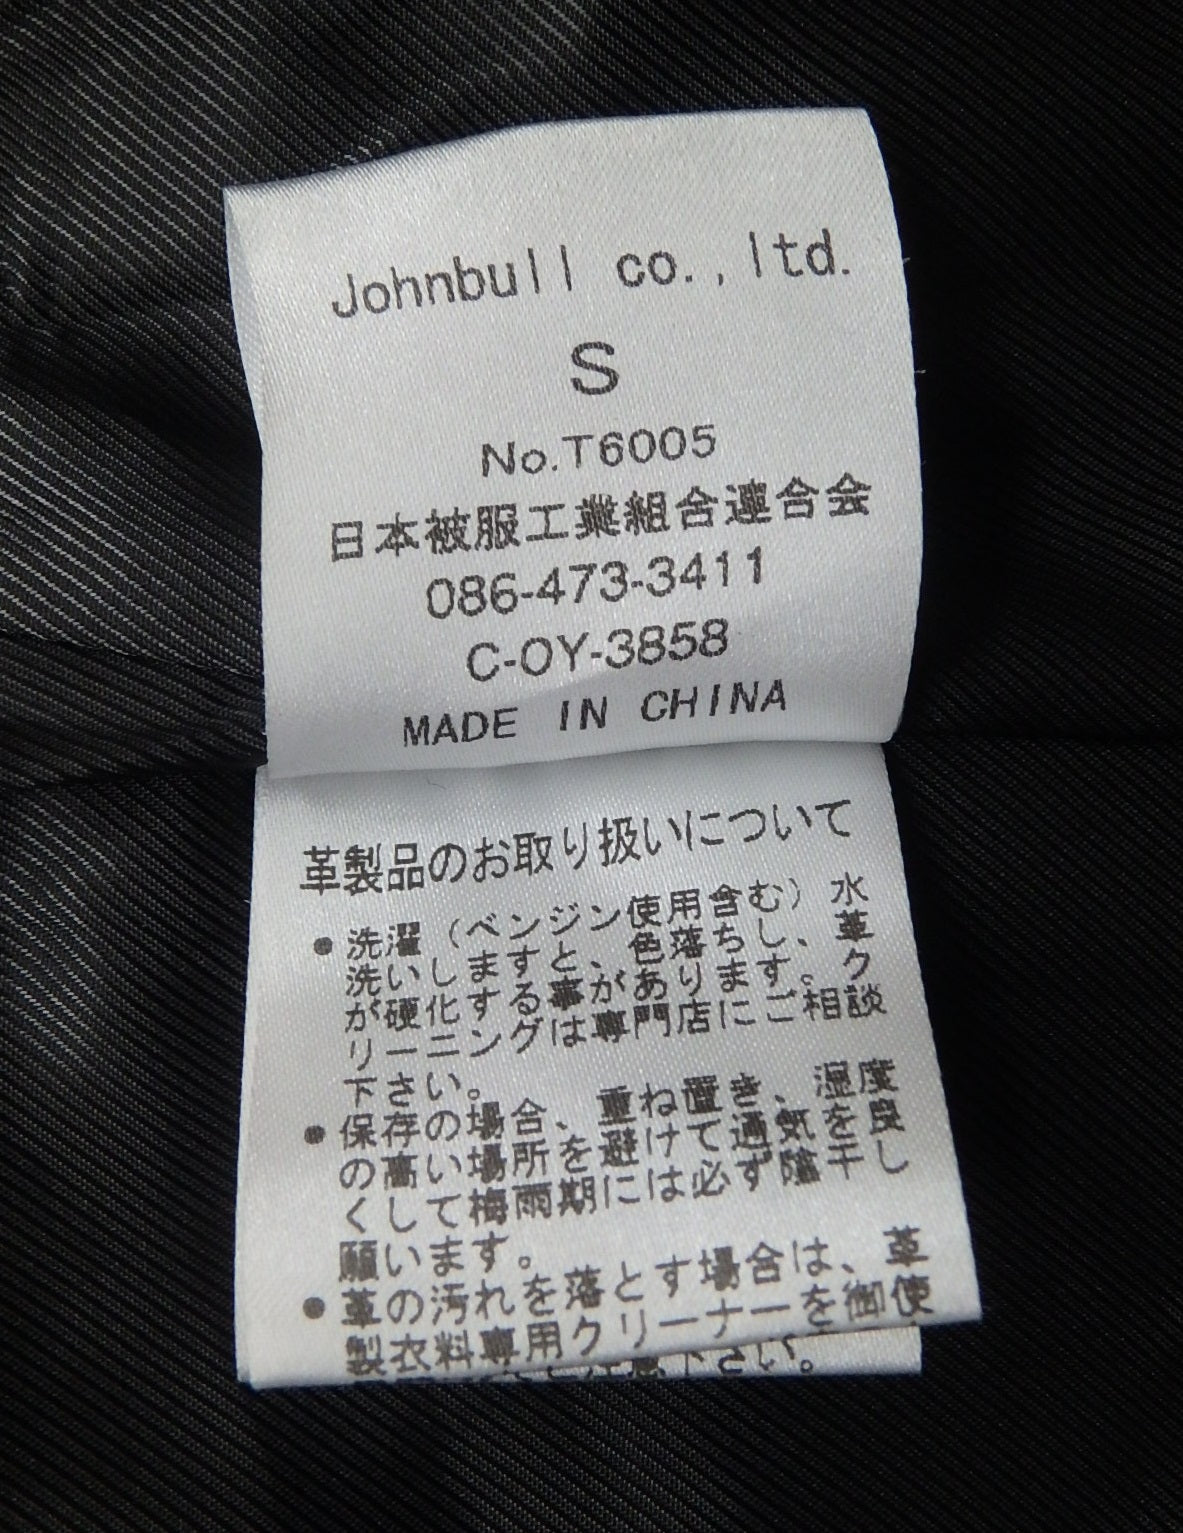 Johnbull co.,ltd.
S
No.T6005
日本被服工業組合連合会
086-473-3411
C-OY-3858
MADE IN CHINA
革製品のお取り扱いについて
●洗濯（ベンジン使用含む）水
洗いしますと、色落ちし、革
が硬化する事があります。ク
リーニングは専門店にご相談
下さい。
●保存の場合、重ね置き、湿度
の高い場所を避けて通気を良
くして梅雨期には必ず陰干し
願います。
●革の汚れを落とす場合は、革
製衣料専用クリーナーを御使
下さい。